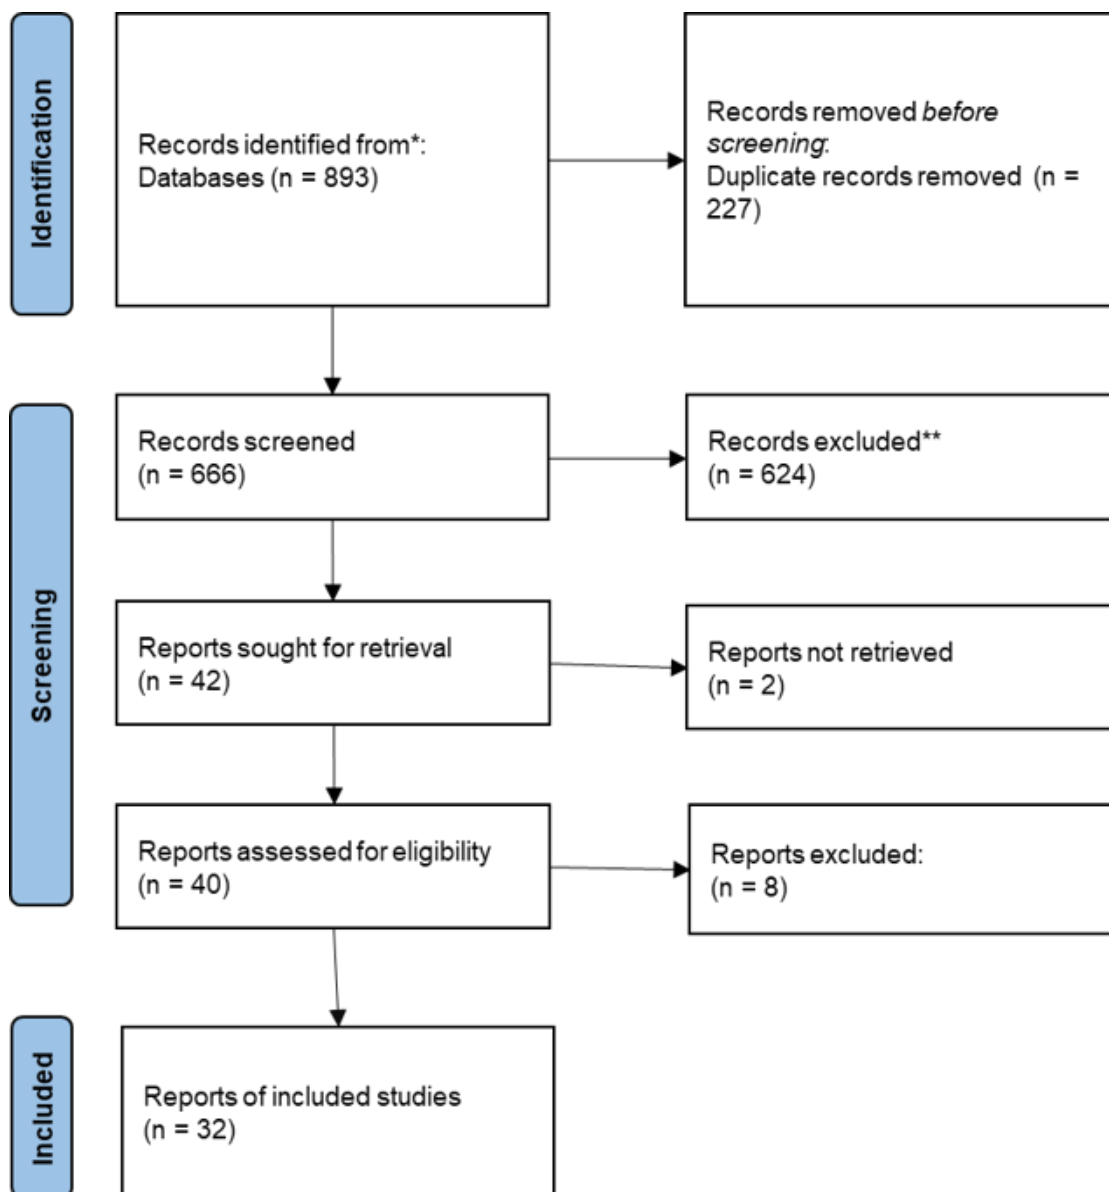 Identification
Records identified from*:
Databases (n = 893)
Records removed before
screening:
Duplicate records removed (n =
227)
Screening
Records screened
(n = 666)
Records excluded**
(n = 624)
Reports sought for retrieval
(n = 42)
Reports not retrieved
(n = 2)
Reports assessed for eligibility
(n = 40)
Reports excluded:
(n = 8)
Included
Reports of included studies
(n = 32)